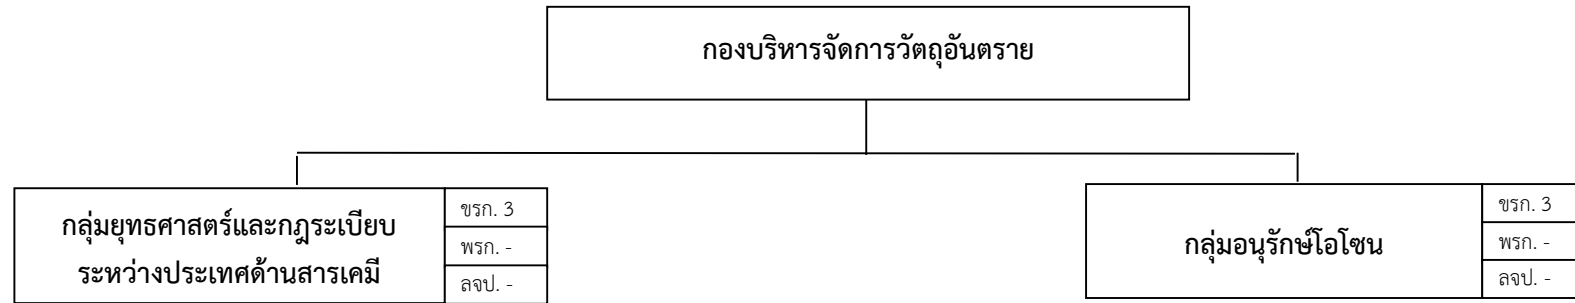 กองบริหารจัดการวัตถุอันตราย
กลุ่มยุทธศาสตร์และกฎระเบียบ
ระหว่างประเทศด้านสารเคมี
ขรก. 3
พรก. -
ลจป. -
กลุ่มอนุรักษ์โอโซน
ขรก. 3
พรก. -
ลจป. -